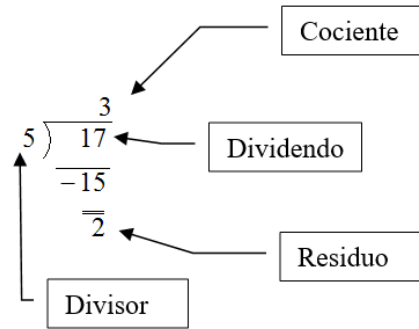 Cociente
3
5 ) 17
Dividendo
−15
2
Residuo
Divisor